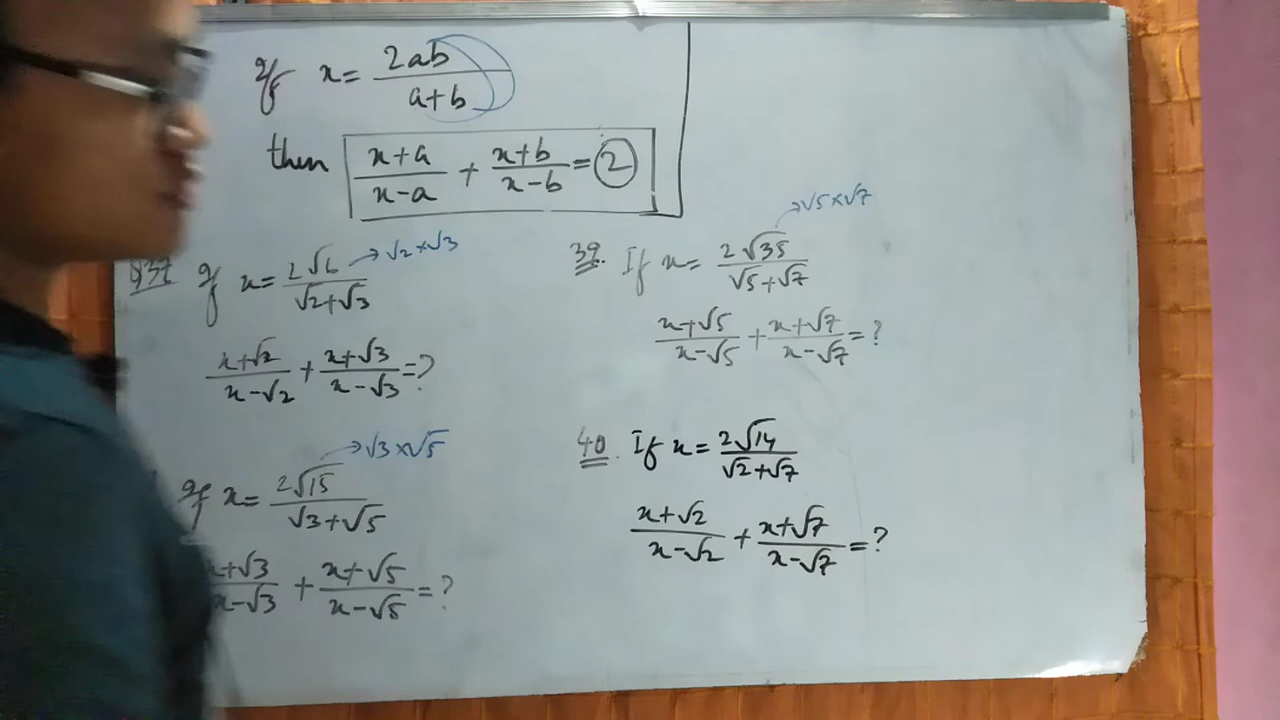 If x = 2ab / a+b
then x+a / x-a + x+b / x-b = 2
Q37 If x = 2√6 / √2+√3 → √2×√3
x+√2 / x-√2 + x+√3 / x-√3 = ?
If x = 2√15 / √3+√5 → √3×√5
x+√3 / x-√3 + x+√5 / x-√5 = ?
39. If x = 2√35 / √5+√7 → √5×√7
x+√5 / x-√5 + x+√7 / x-√7 = ?
40. If x = 2√14 / √2+√7
x+√2 / x-√2 + x+√7 / x-√7 = ?